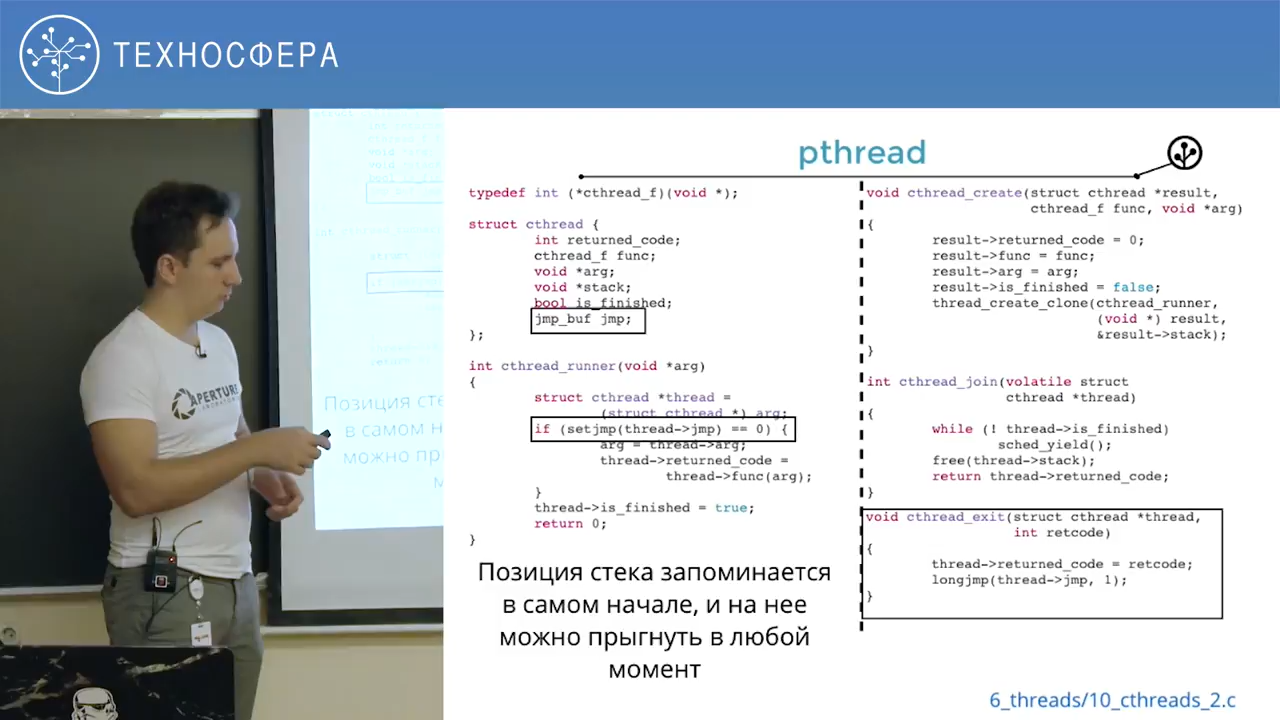 ТЕХНОСФЕРА
pthread
typedef int (*cthread_f)(void *);
struct cthread {
int returned_code;
cthread_f func;
void *arg;
void *stack;
bool is_finished;
jmp_buf jmp;
};
int cthread_runner(void *arg)
{
struct cthread *thread =
(struct cthread *) arg;
if (setjmp(thread->jmp) == 0) {
arg = thread->arg;
thread->returned_code =
thread->func(arg);
}
thread->is_finished = true;
return 0;
}
Позиция стека запоминается
в самом начале, и на нее
можно прыгнуть в любой
момент
void cthread_create(struct cthread *result,
cthread_f func, void *arg)
{
result->returned_code = 0;
result->func = func;
result->arg = arg;
result->is_finished = false;
thread_create_clone(cthread_runner,
(void *) result,
&result->stack);
}
int cthread_join(volatile struct
cthread *thread)
{
while (! thread->is_finished)
sched_yield();
free(thread->stack);
return thread->returned_code;
}
void cthread_exit(struct cthread *thread,
int retcode)
{
thread->returned_code = retcode;
longjmp(thread->jmp, 1);
}
6_threads/10_cthreads_2.c
APERTURE
Позиция сте
в самом н
можно пр